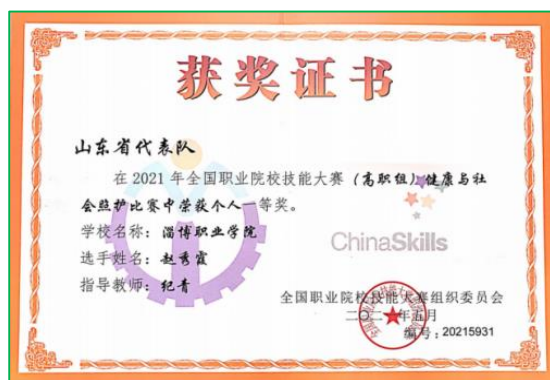 获奖证书
山东省代表队
在2021年全国职业院校技能大赛（高职组）健康与社
会照护比赛中荣获个人一等奖。
学校名称：淄博职业学院
选手姓名：赵秀霞
指导教师：纪青
ChinaSkills
全国职业院校技能大赛组织委员会
二〇二一年五月
编号：20215931